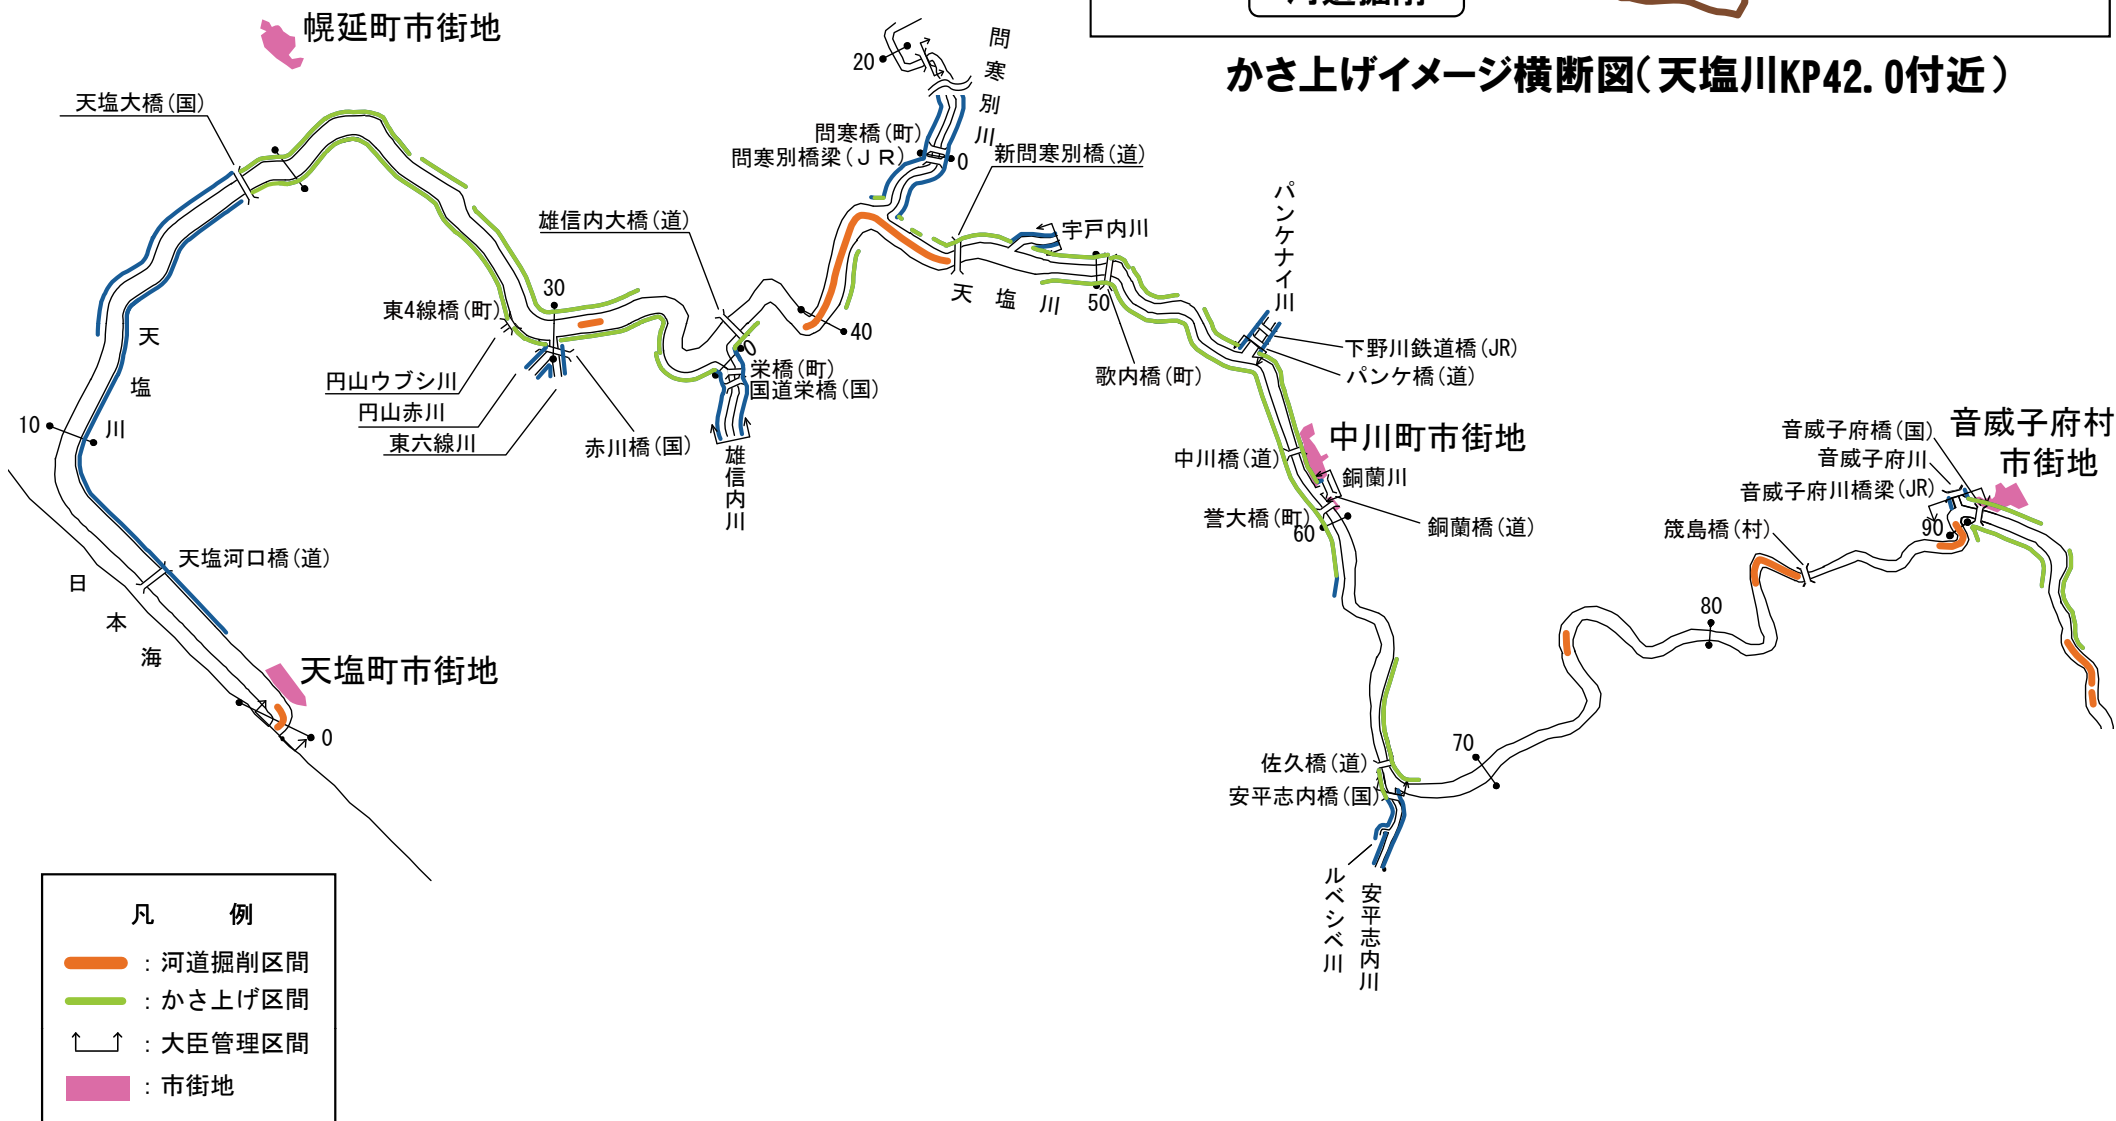 河道掘削
かさ上げイメージ横断図(天塩川KP42.0付近)
幌延町市街地
天塩大橋(国)
20
問寒別川
問寒橋(町)
問寒別橋梁(JR)
0
新問寒別橋(道)
雄信内大橋(道)
宇戸内川
パンケナイ川
天塩川
50
30
東4線橋(町)
40
下野川鉄道橋(JR)
パンケ橋(道)
歌内橋(町)
円山ウブシ川
円山赤川
東六線川
赤川橋(国)
0
栄橋(町)
国道栄橋(国)
雄信内川
天塩川
10
中川町市街地
中川橋(道)
銅蘭川
誉大橋(町)
60
銅蘭橋(道)
音威子府橋(国)
音威子府川
音威子府川橋梁(JR)
音威子府村
市街地
90
筬島橋(村)
天塩河口橋(道)
日本海
80
天塩町市街地
0
70
佐久橋(道)
安平志内橋(国)
ルベシベ川
安平志内川
凡 例
:河道掘削区間
:かさ上げ区間
:大臣管理区間
:市街地